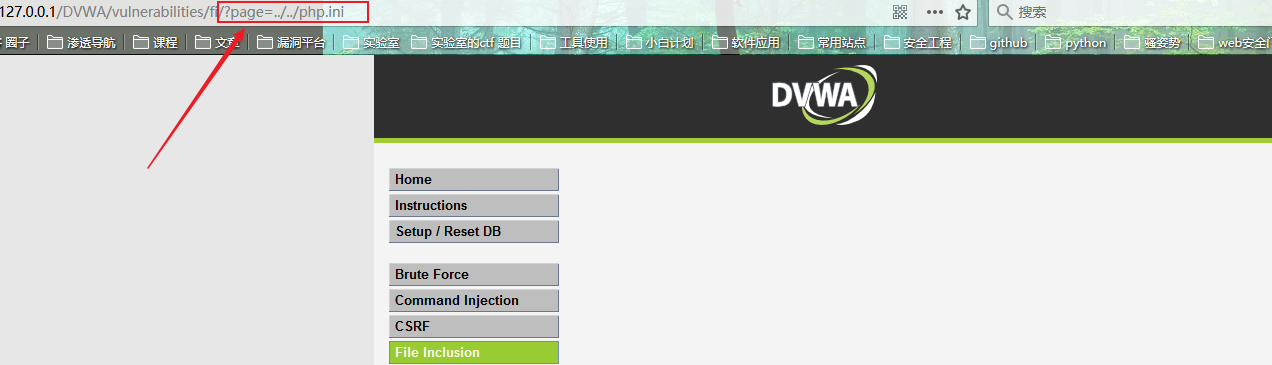 127.0.0.1/DVWA/vulnerabilities/fi/?page=../../php.ini 搜索
圈子 渗透导航 课程 文章 漏洞平台 实验室 实验室的ctf 题目 工具使用 小白计划 软件应用 常用站点 安全工程 github python 骚姿势 web安全
DVWA
Home
Instructions
Setup / Reset DB
Brute Force
Command Injection
CSRF
File Inclusion